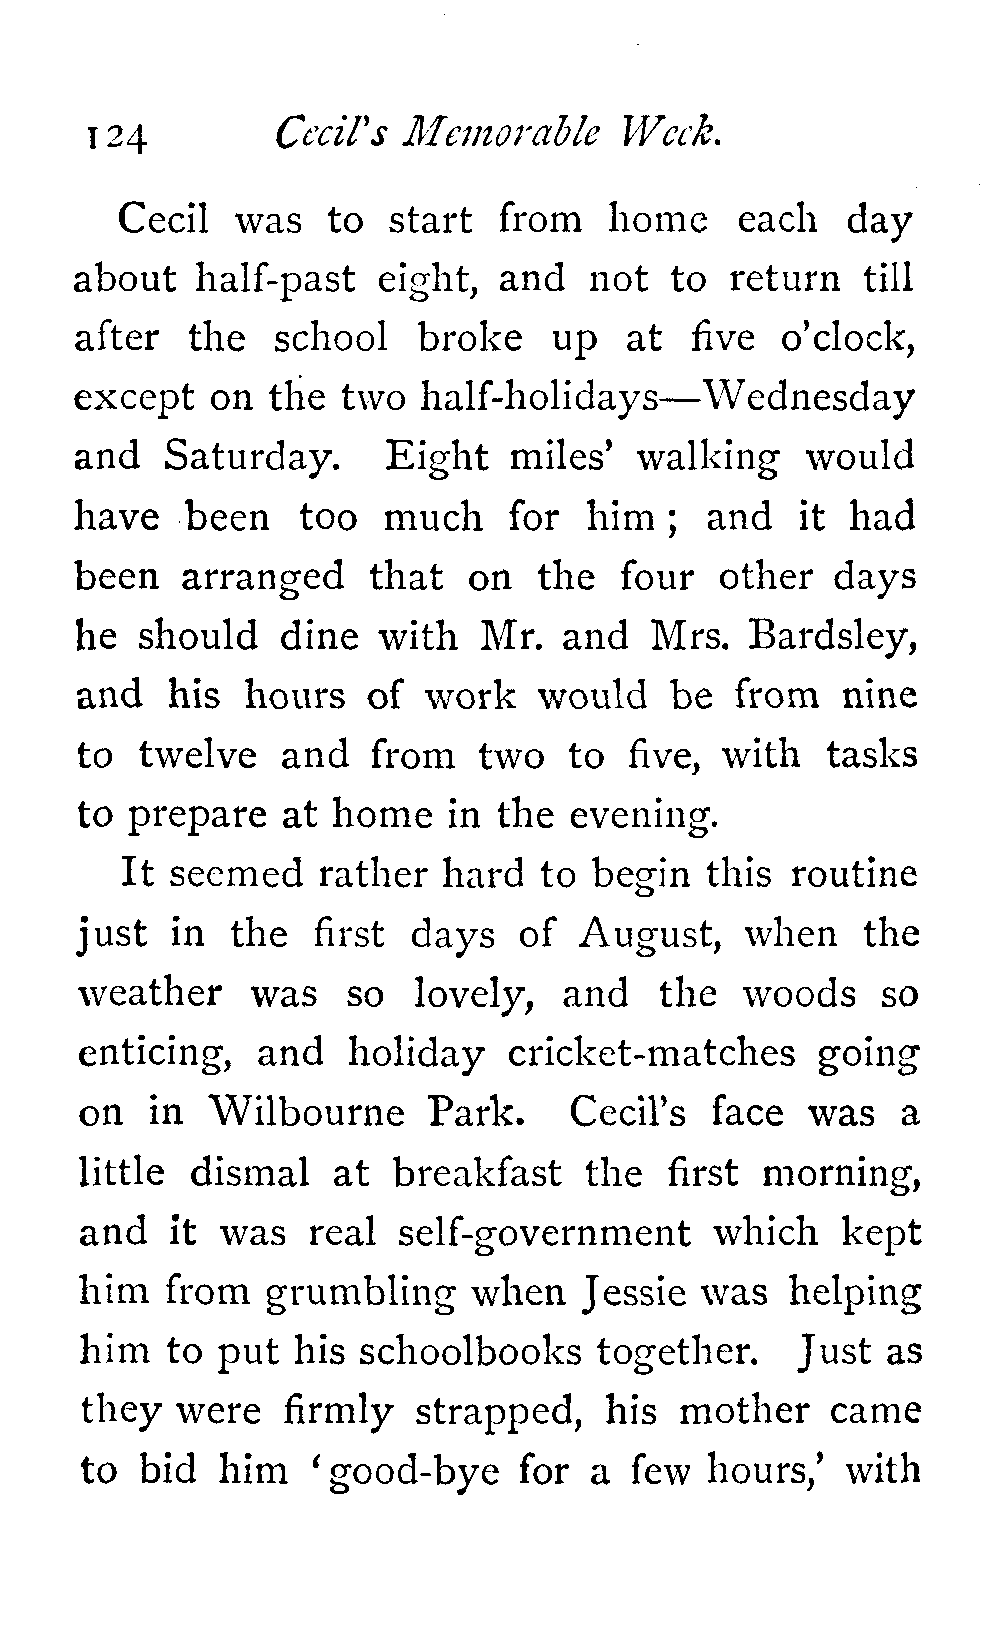 124 Cecil's Memorable Week.
Cecil was to start from home each day
about half-past eight, and not to return till
after the school broke up at five o'clock,
except on the two half-holidays—Wednesday
and Saturday. Eight miles' walking would
have been too much for him ; and it had
been arranged that on the four other days
he should dine with Mr. and Mrs. Bardsley,
and his hours of work would be from nine
to twelve and from two to five, with tasks
to prepare at home in the evening.
It seemed rather hard to begin this routine
just in the first days of August, when the
weather was so lovely, and the woods so
enticing, and holiday cricket-matches going
on in Wilbourne Park. Cecil's face was a
little dismal at breakfast the first morning,
and it was real self-government which kept
him from grumbling when Jessie was helping
him to put his schoolbooks together. Just as
they were firmly strapped, his mother came
to bid him 'good-bye for a few hours,' with